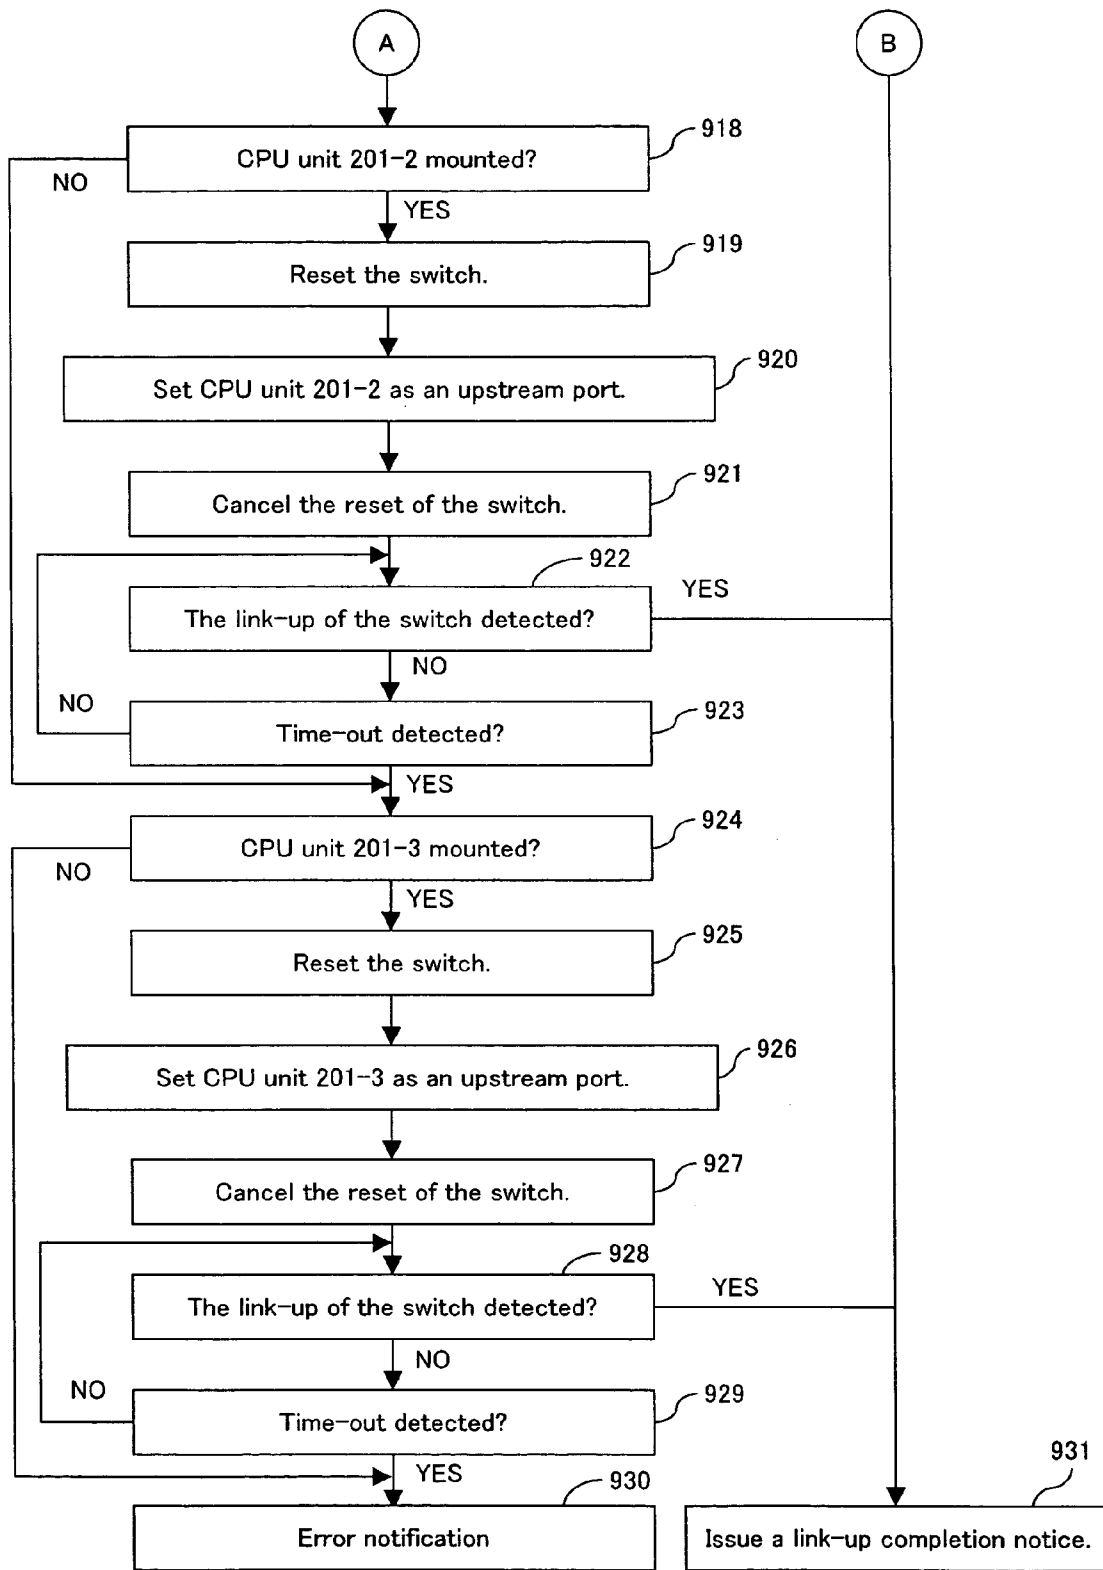 A
B
918
CPU unit 201-2 mounted?
NO
YES
919
Reset the switch.
920
Set CPU unit 201-2 as an upstream port.
921
Cancel the reset of the switch.
922
The link-up of the switch detected?
YES
NO
NO
923
Time-out detected?
YES
924
CPU unit 201-3 mounted?
NO
YES
925
Reset the switch.
926
Set CPU unit 201-3 as an upstream port.
927
Cancel the reset of the switch.
928
The link-up of the switch detected?
YES
NO
NO
929
Time-out detected?
YES
930
Error notification
931
Issue a link-up completion notice.